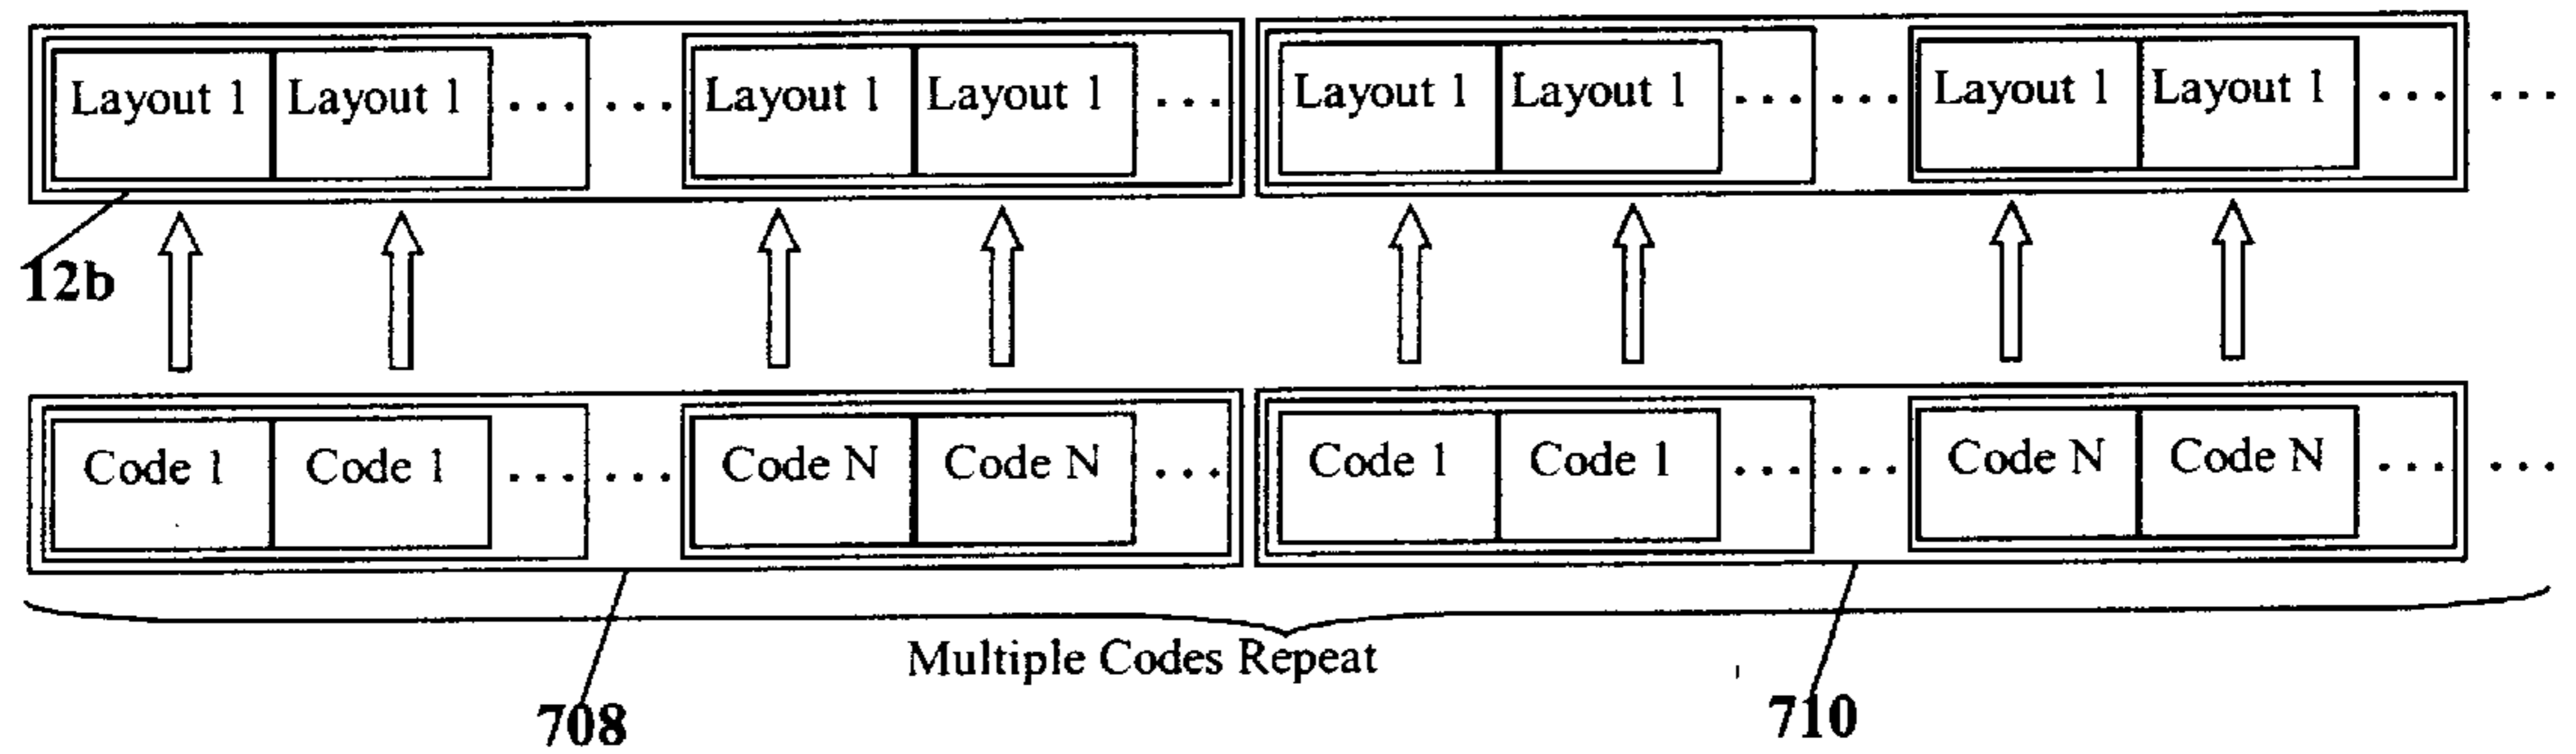 Layout 1 Layout 1 ... ... Layout 1 Layout 1 ... Layout 1 Layout 1 ... ... Layout 1 Layout 1 ... ...
12b
Code 1 Code 1 ... ... Code N Code N ... Code 1 Code 1 ... ... Code N Code N ... ...
Multiple Codes Repeat
708 710